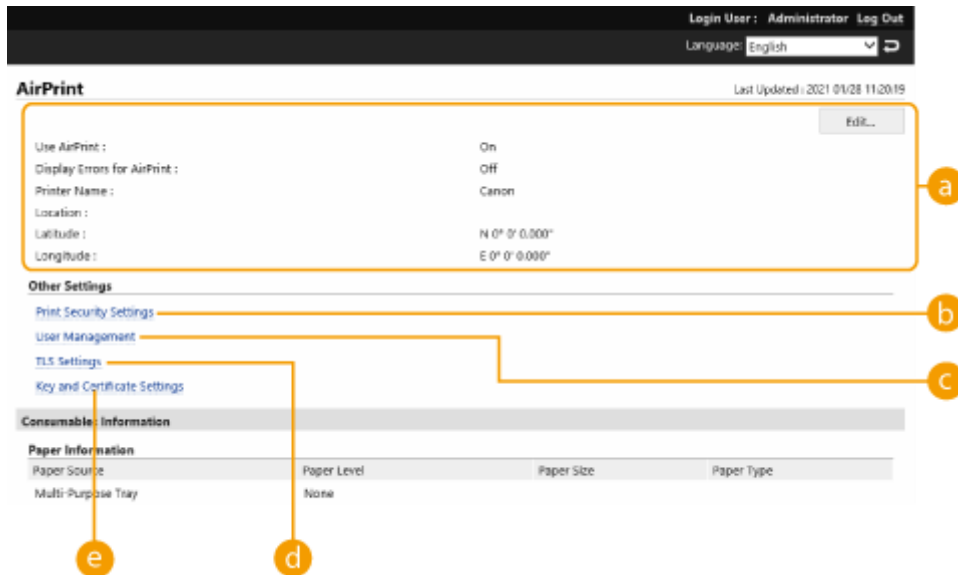 Login User : Administrator Log Out
Language: English
AirPrint
Last Updated : 2021 01/28 11:20:19
Edit...
Use AirPrint : On
Display Errors for AirPrint : Off
Printer Name : Canon
Location :
Latitude : N 0° 0' 0.000"
Longitude : E 0° 0' 0.000"
a
Other Settings
Print Security Settings
b
User Management
TLS Settings
c
Key and Certificate Settings
Consumables Information
Paper Information
Paper Source Paper Level Paper Size Paper Type
Multi-Purpose Tray None
e d